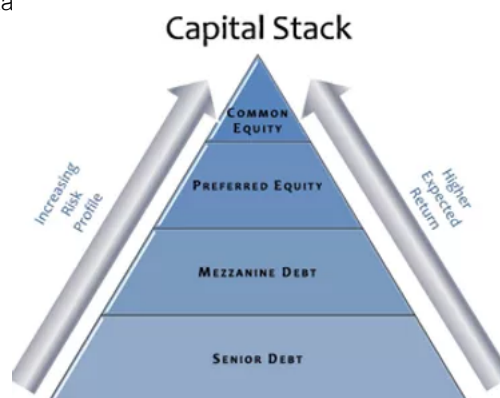 a
Capital Stack
COMMON
EQUITY
PREFERRED EQUITY
MEZZANINE DEBT
SENIOR DEBT
Increasing
Risk
Profile
Higher
Expected
Return